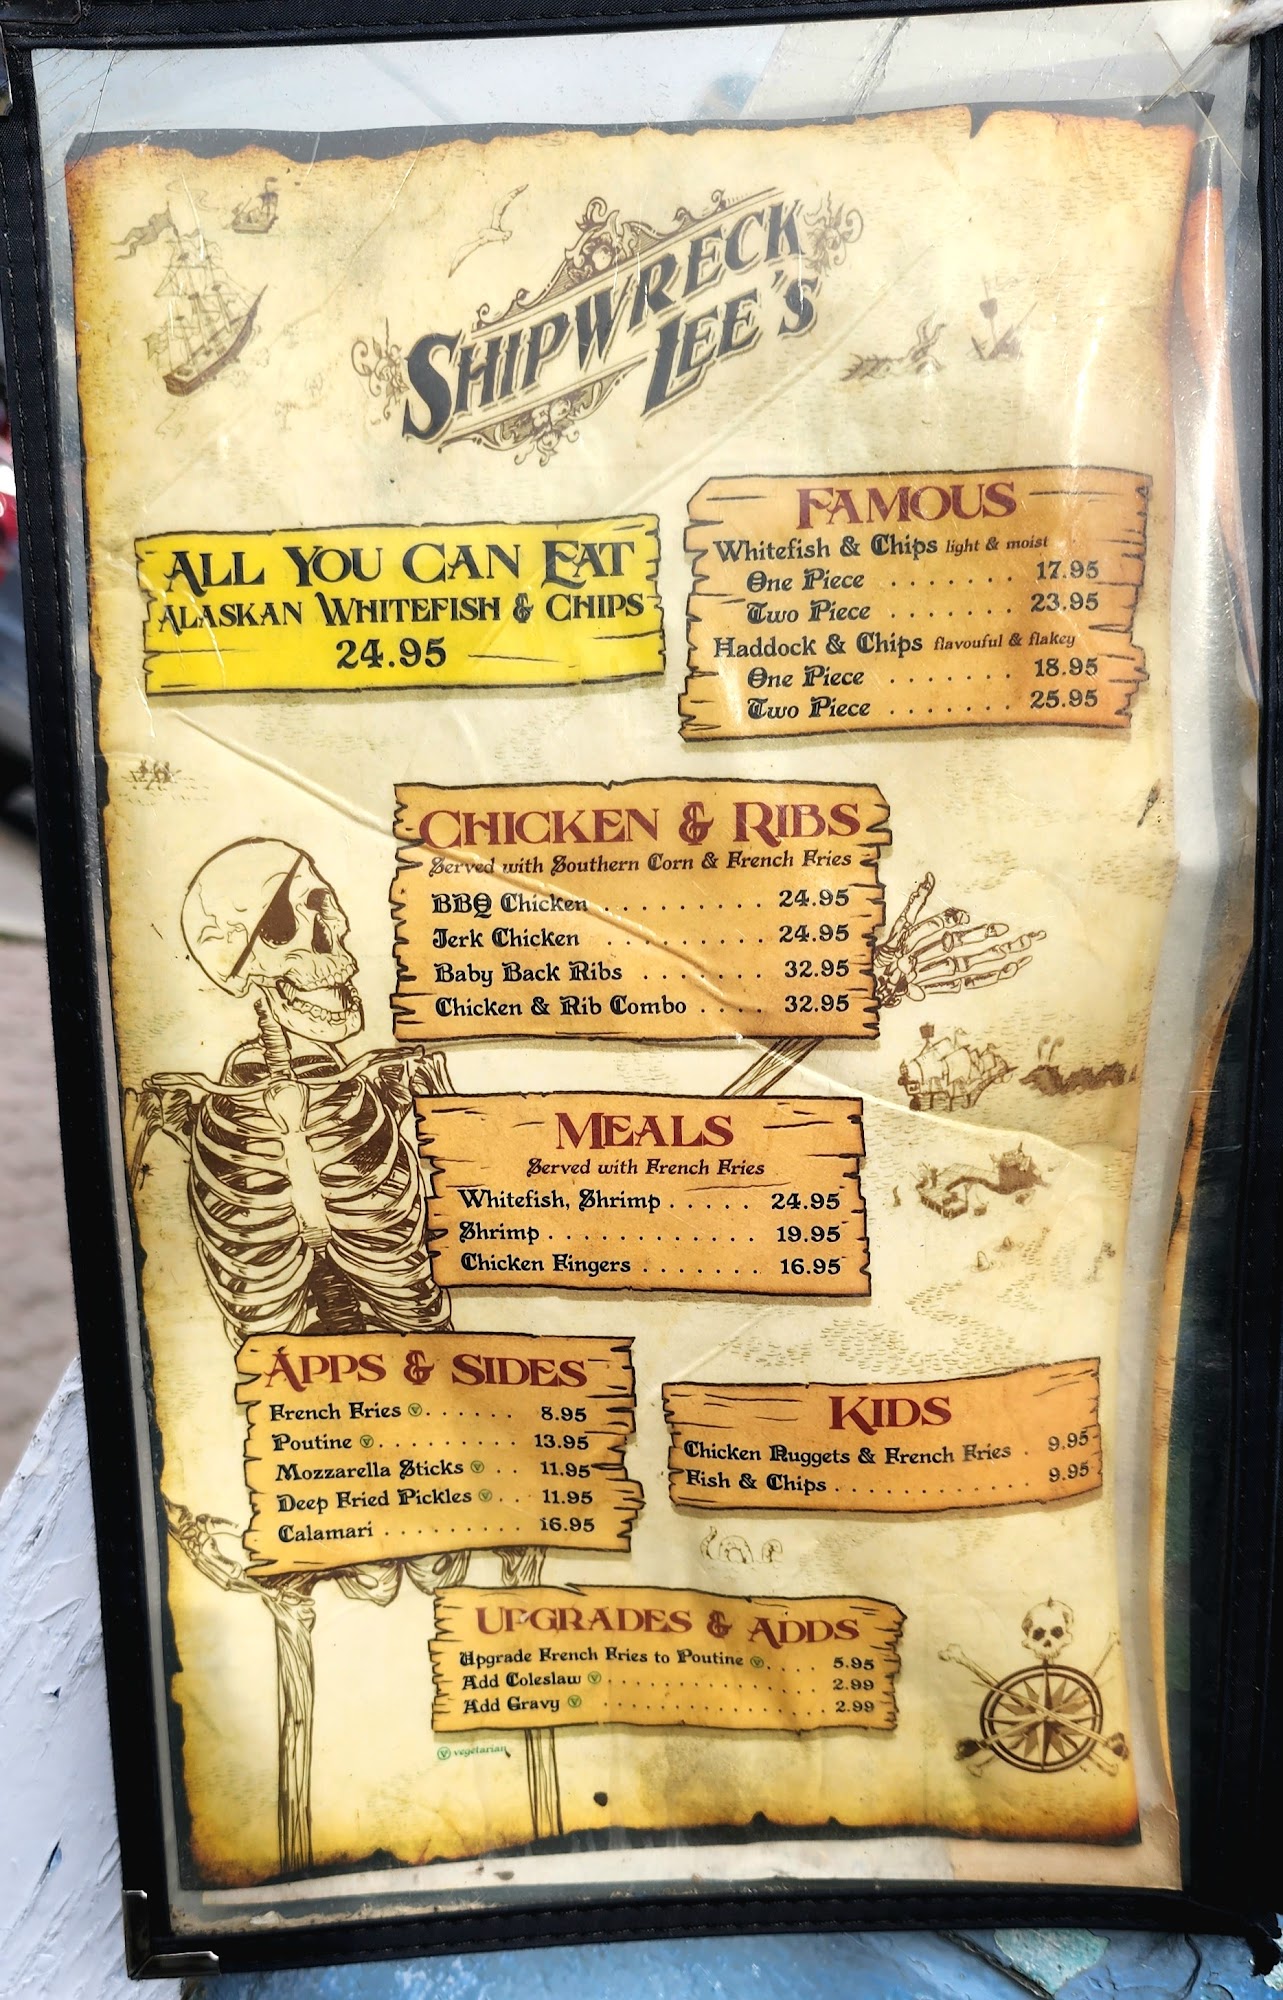 SHIPWRECK
LEE'S
ALL YOU CAN EAT
ALASKAN WHITEFISH & CHIPS
24.95
FAMOUS
Whitefish & Chips light & moist
One Piece . . . . . . . 17.95
Two Piece . . . . . . . 23.95
Haddock & Chips flavouful & flakey
One Piece . . . . . . . 18.95
Two Piece . . . . . . . 25.95
CHICKEN & RIBS
Served with Southern Corn & French Fries
BBQ Chicken . . . . . . . . . 24.95
Jerk Chicken . . . . . . . . . 24.95
Baby Back Ribs . . . . . . . 32.95
Chicken & Rib Combo . . . . 32.95
MEALS
Served with French Fries
Whitefish, Shrimp . . . . . 24.95
Shrimp . . . . . . . . . . . . 19.95
Chicken Fingers . . . . . . . 16.95
APPS & SIDES
French Fries V . . . . . . 8.95
Poutine V . . . . . . . . . 13.95
Mozzarella Sticks V . . 11.95
Deep Fried Pickles V . . 11.95
Calamari . . . . . . . . . 16.95
KIDS
Chicken Nuggets & French Fries . 9.95
Fish & Chips . . . . . . . . . . . . 9.95
UPGRADES & ADDS
Upgrade French Fries to Poutine V . . . . 5.95
Add Coleslaw V . . . . . . . . . . . . . . 2.99
Add Gravy V . . . . . . . . . . . . . . 2.99
V vegetarian